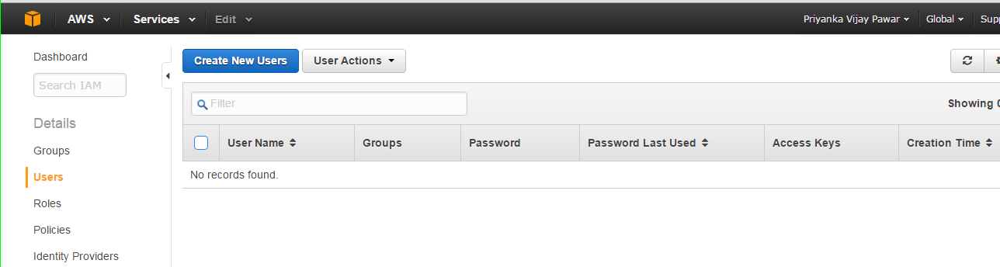 AWS Services Edit Priyanka Vijay Pawar Global Supp
Dashboard
Search IAM
Details
Groups
Users
Roles
Policies
Identity Providers
Create New Users User Actions
Filter Showing 0
User Name Groups Password Password Last Used Access Keys Creation Time
No records found.